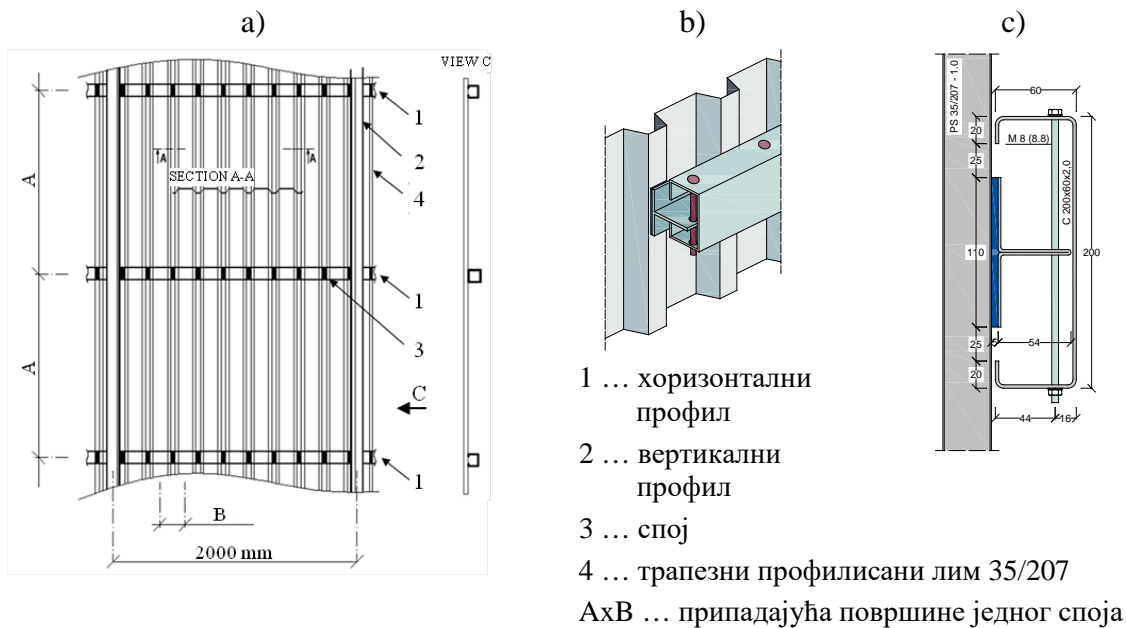 a)
b)
c)
VIEW C
1
2
A
A
A
SECTION A-A
4
1
3
A
C
1
B
2000 mm
PS 35/207 - 1.0
60
20
M 8 (8.8)
25
C 200x60x2,0
110
200
25
54
20
44
16
1 … хоризонтални
профил
2 … вертикални
профил
3 … спој
4 … трапезни профилисани лим 35/207
AxB … припадајућа површине једног споја